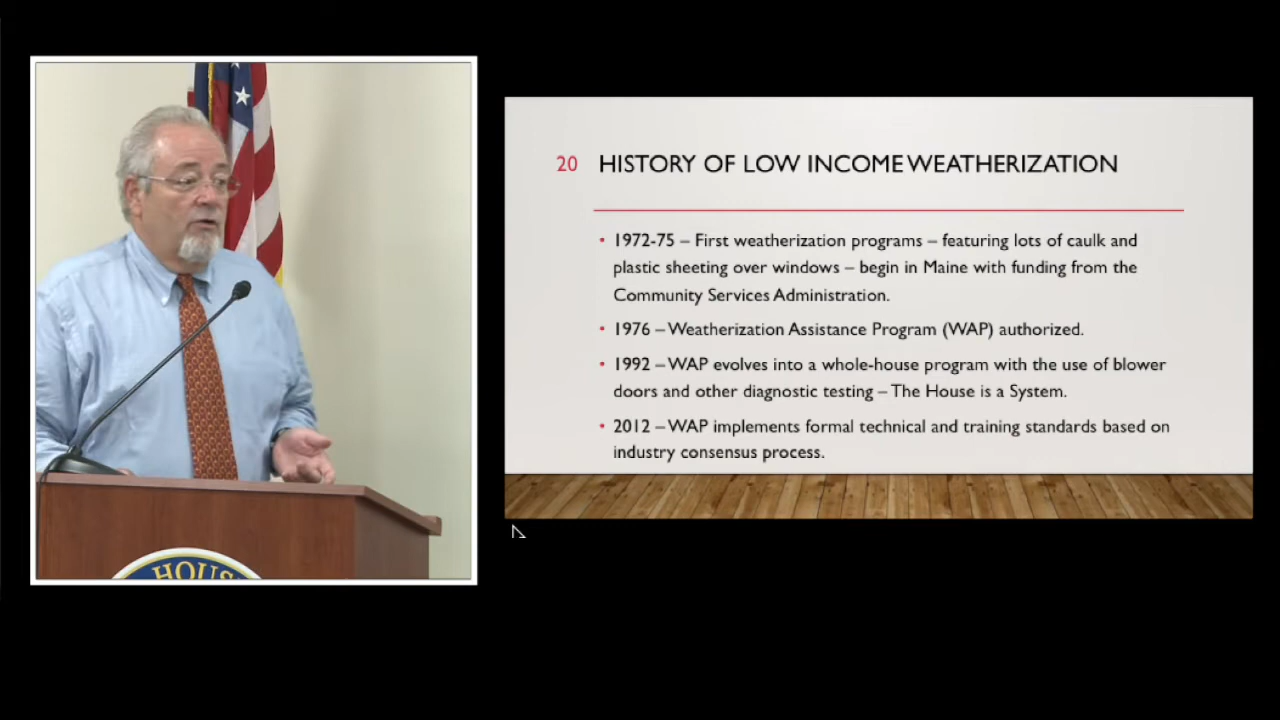 HOUS
20 HISTORY OF LOW INCOME WEATHERIZATION
• 1972-75 – First weatherization programs – featuring lots of caulk and
plastic sheeting over windows – begin in Maine with funding from the
Community Services Administration.
• 1976 – Weatherization Assistance Program (WAP) authorized.
• 1992 – WAP evolves into a whole-house program with the use of blower
doors and other diagnostic testing – The House is a System.
• 2012 – WAP implements formal technical and training standards based on
industry consensus process.